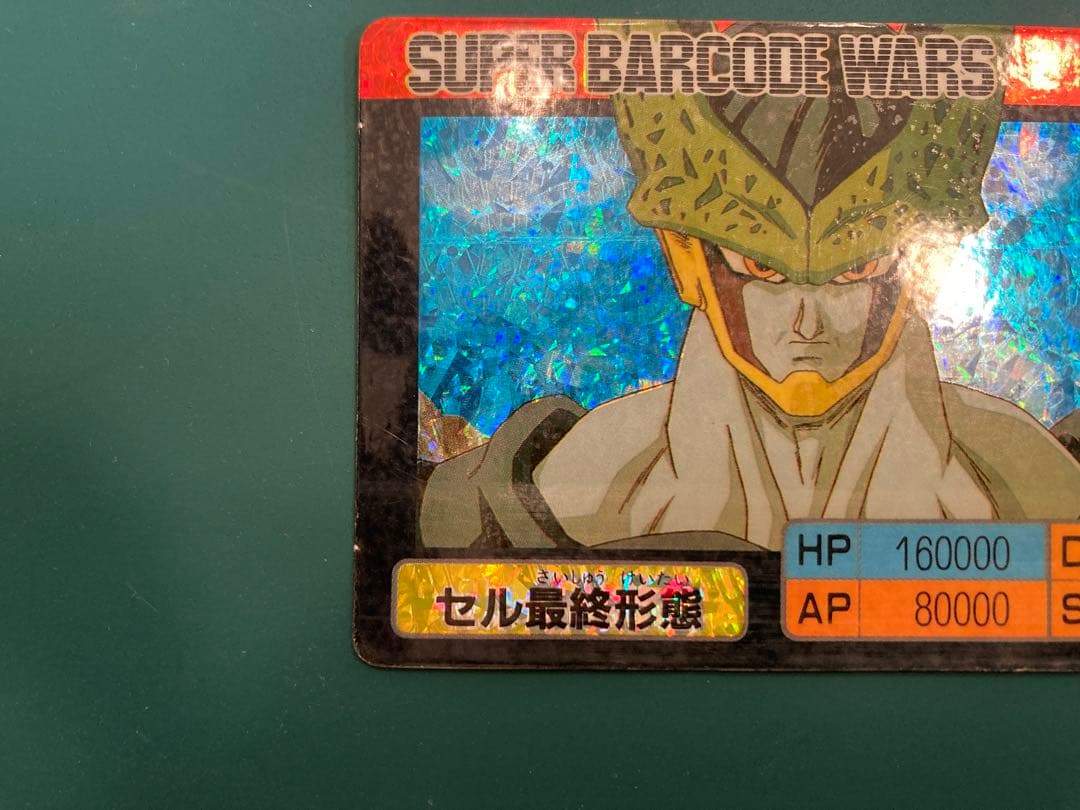 SUPER BARCODE WARS
HP 160000 D
AP 80000 S
さいしゅう けいたい
セル最終形態